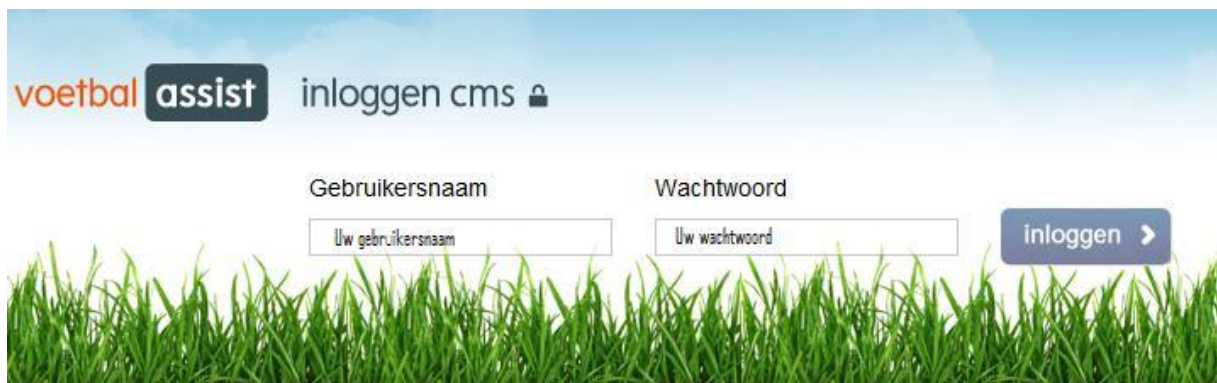 voetbal assist inloggen cms
Gebruikersnaam Wachtwoord
Uw gebruikersnaam Uw wachtwoord inloggen